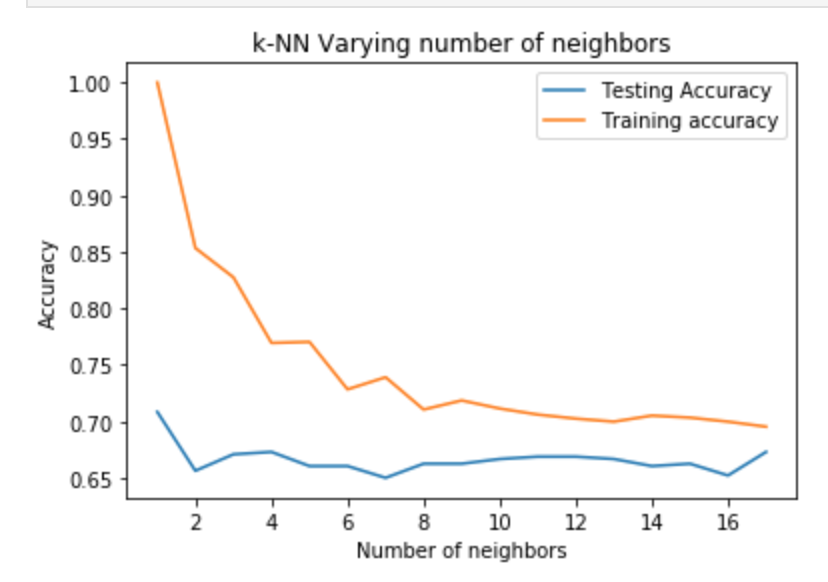 k-NN Varying number of neighbors
1.00
0.95
0.90
0.85
0.80
0.75
0.70
0.65
Accuracy
Testing Accuracy
Training accuracy
2 4 6 8 10 12 14 16
Number of neighbors